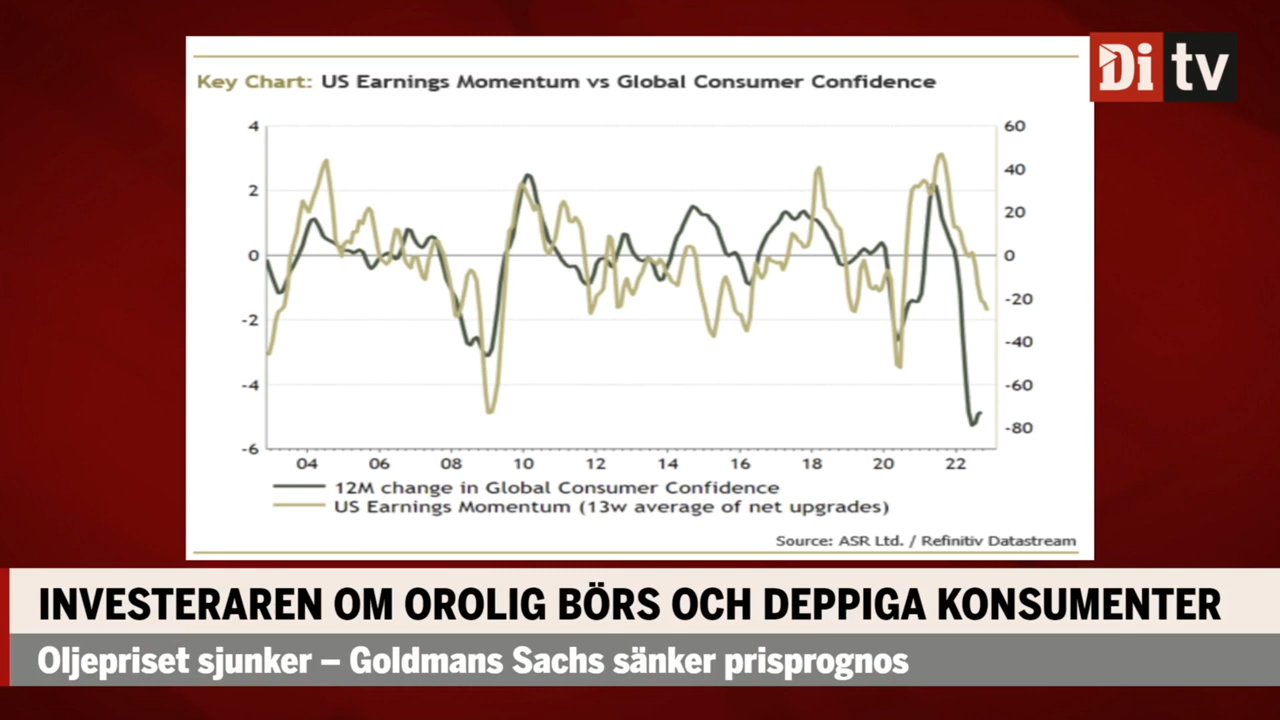 Di tv
Key Chart: US Earnings Momentum vs Global Consumer Confidence
4 60
40
2
20
0 0
-20
-2
-40
-4 -60
-80
-6
04 06 08 10 12 14 16 18 20 22
12M change in Global Consumer Confidence
US Earnings Momentum (13w average of net upgrades)
Source: ASR Ltd. / Refinitiv Datastream
INVESTERAREN OM OROLIG BÖRS OCH DEPPIGA KONSUMENTER
Oljepriset sjunker – Goldmans Sachs sänker prisprognos